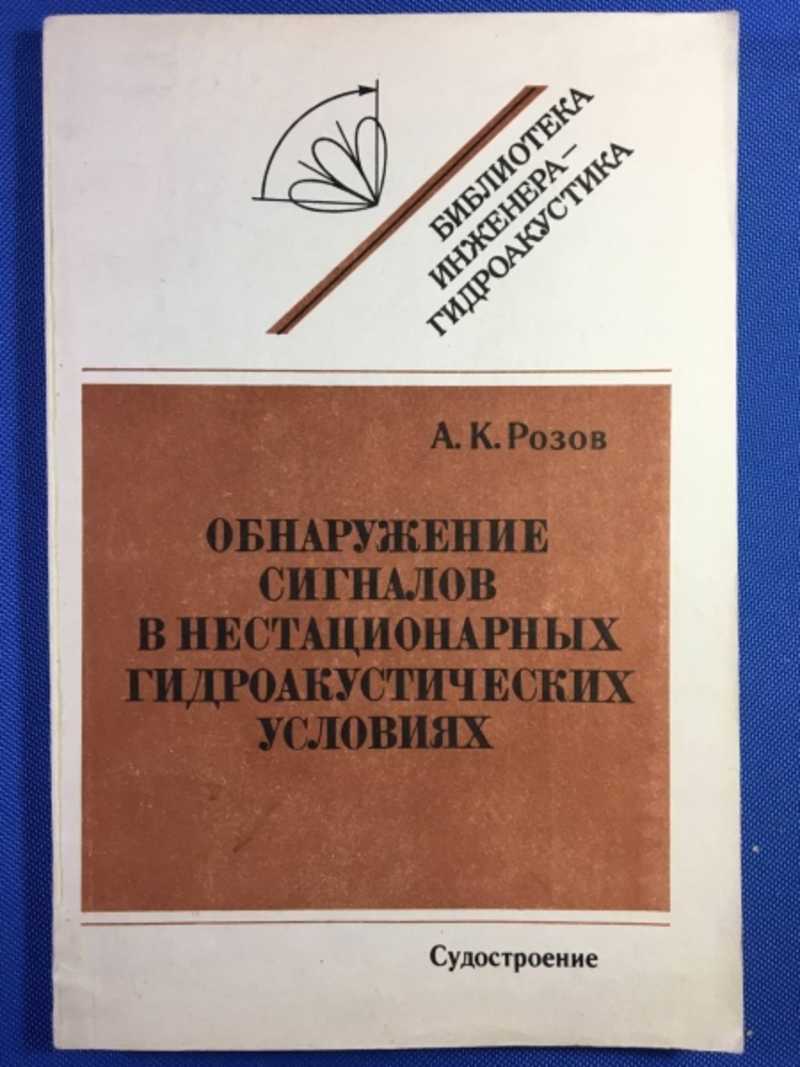 БИБЛИОТЕКА
ИНЖЕНЕРА–
ГИДРОАКУСТИКА
А. К. Розов
ОБНАРУЖЕНИЕ
СИГНАЛОВ
В НЕСТАЦИОНАРНЫХ
ГИДРОАКУСТИЧЕСКИХ
УСЛОВИЯХ
Судостроение